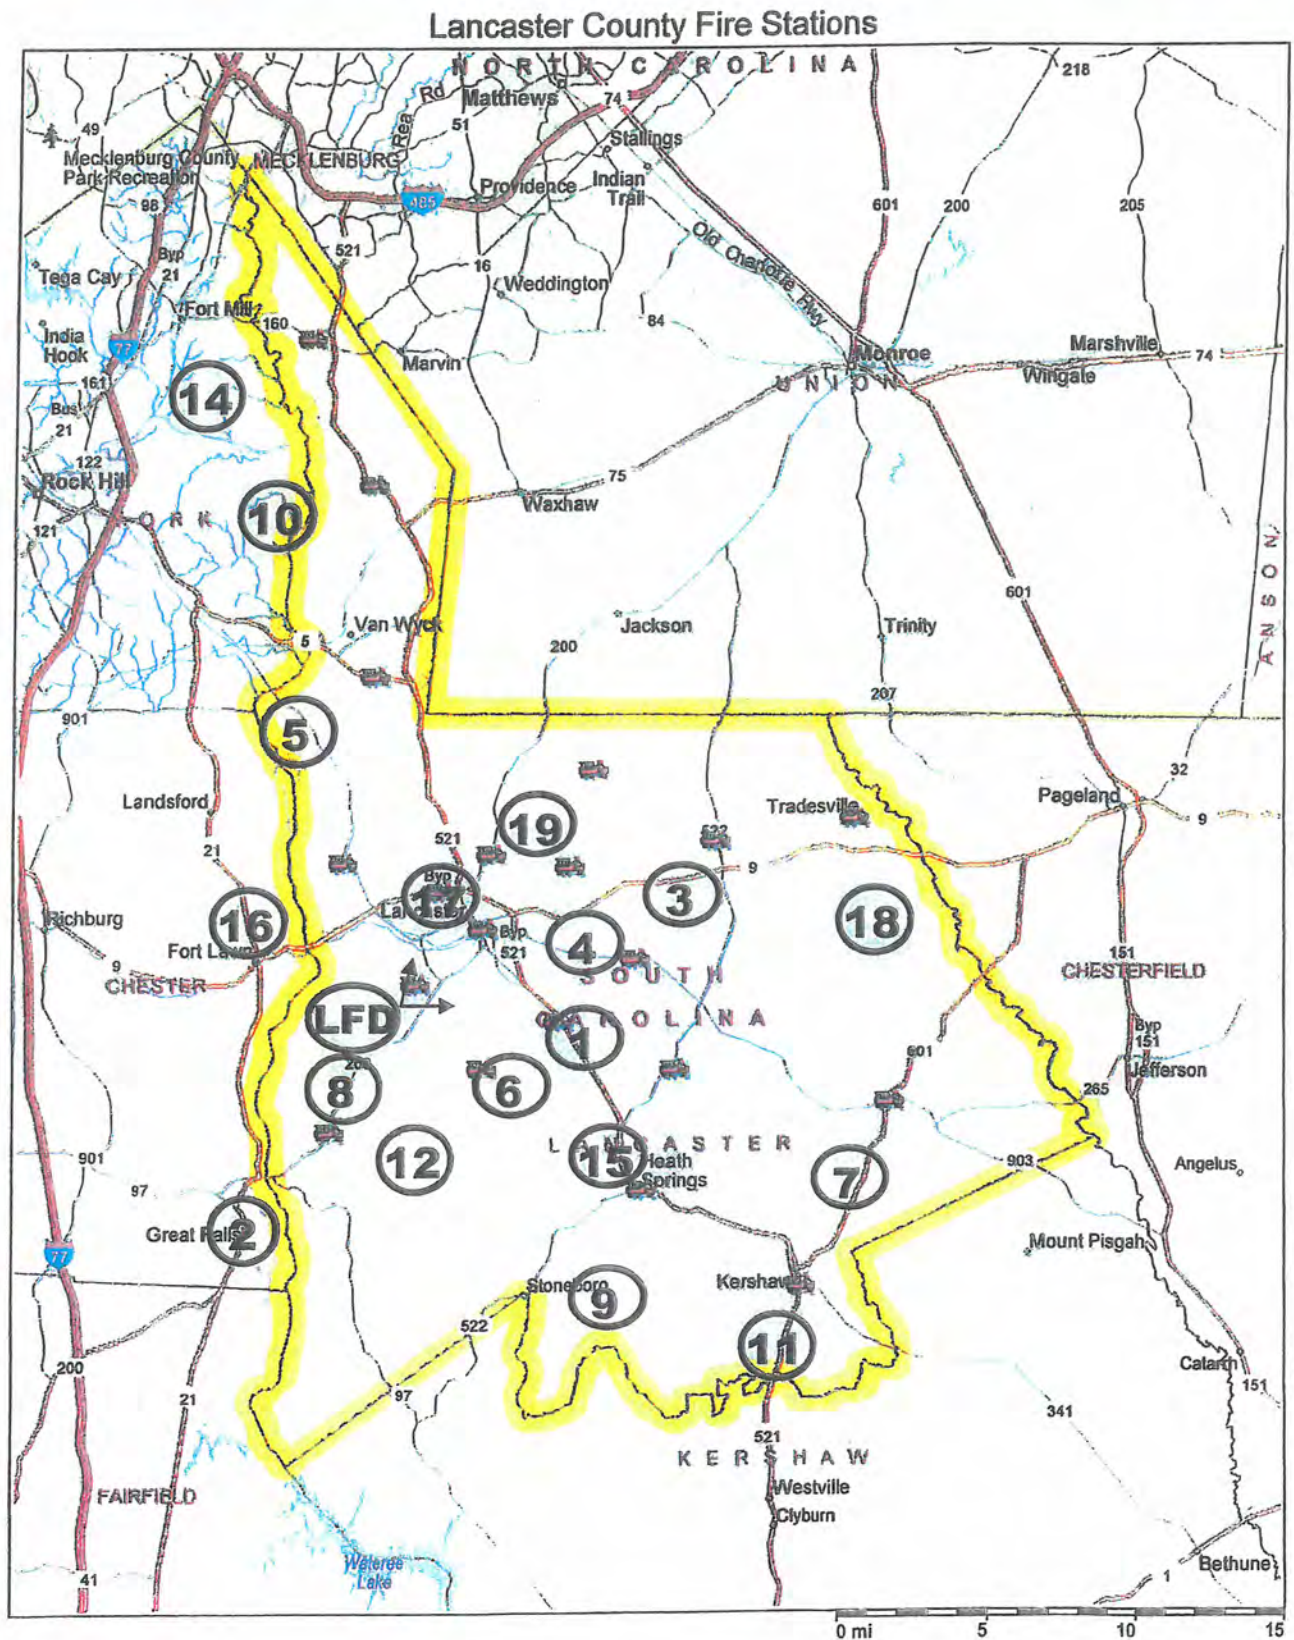 Lancaster County Fire Stations
NORTH CAROLINA
218
Rea Rd
Matthews
74
49
51
Stallings
Mecklenburg County
Park-Recreation
MECKLENBURG
Providence
Indian
Trail
98
485
601
200
205
Old Charlotte Hwy
521
Byp
21
16
Tega Cay
Weddington
Fort Mill
160
84
India
Hook
77
Marvin
Monroe
Marshville
74
UNION
Wingate
161
14
Bus
21
122
Rock Hill
75
Waxhaw
YORK
10
121
ANSON
601
Van Wyck
5
Jackson
Trinity
200
207
901
5
32
Landsford
Tradesville
Pageland
9
19
521
522
21
9
Byp
17
3
Lancaster
Richburg
16
18
4
Byp
Fort Lawn
521
9
151
CHESTER
SOUTH
CHESTERFIELD
LFD
CAROLINA
1
Byp
151
601
200
8
6
Jefferson
265
LANCASTER
901
12
15
Heath
Springs
903
Angelus
97
7
Great Falls
2
Mount Pisgah
77
Stoneboro
9
Kershaw
522
11
200
Catarrh
21
97
151
341
521
KERSHAW
FAIRFIELD
Westville
Clyburn
Wateree
Lake
Bethune
41
1
0 mi 5 10 15